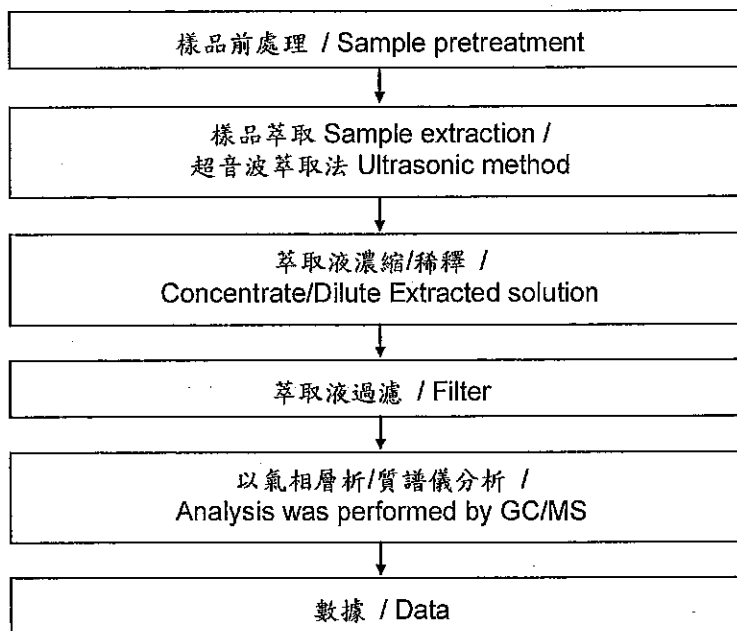 樣品前處理 / Sample pretreatment
樣品萃取 Sample extraction /
超音波萃取法 Ultrasonic method
萃取液濃縮/稀釋 /
Concentrate/Dilute Extracted solution
萃取液過濾 / Filter
以氣相層析/質譜儀分析 /
Analysis was performed by GC/MS
數據 / Data